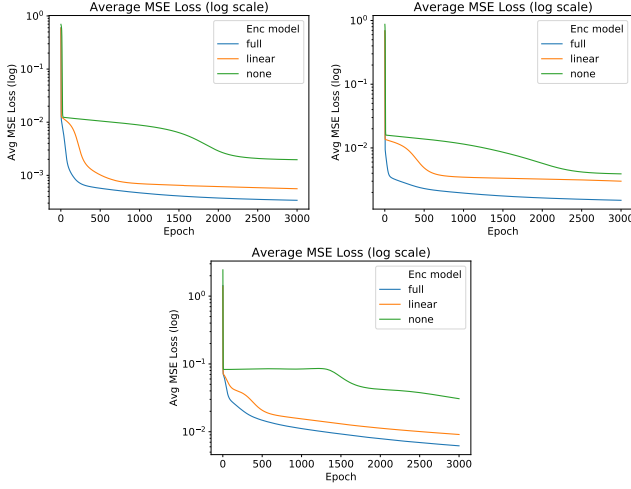 Average MSE Loss (log scale)
Avg MSE Loss (log)
10^0
10^-1
10^-2
10^-3
Enc model
full
linear
none
0 500 1000 1500 2000 2500 3000
Epoch
Average MSE Loss (log scale)
Avg MSE Loss (log)
10^0
10^-1
10^-2
Enc model
full
linear
none
0 500 1000 1500 2000 2500 3000
Epoch
Average MSE Loss (log scale)
Avg MSE Loss (log)
10^0
10^-1
10^-2
Enc model
full
linear
none
0 500 1000 1500 2000 2500 3000
Epoch